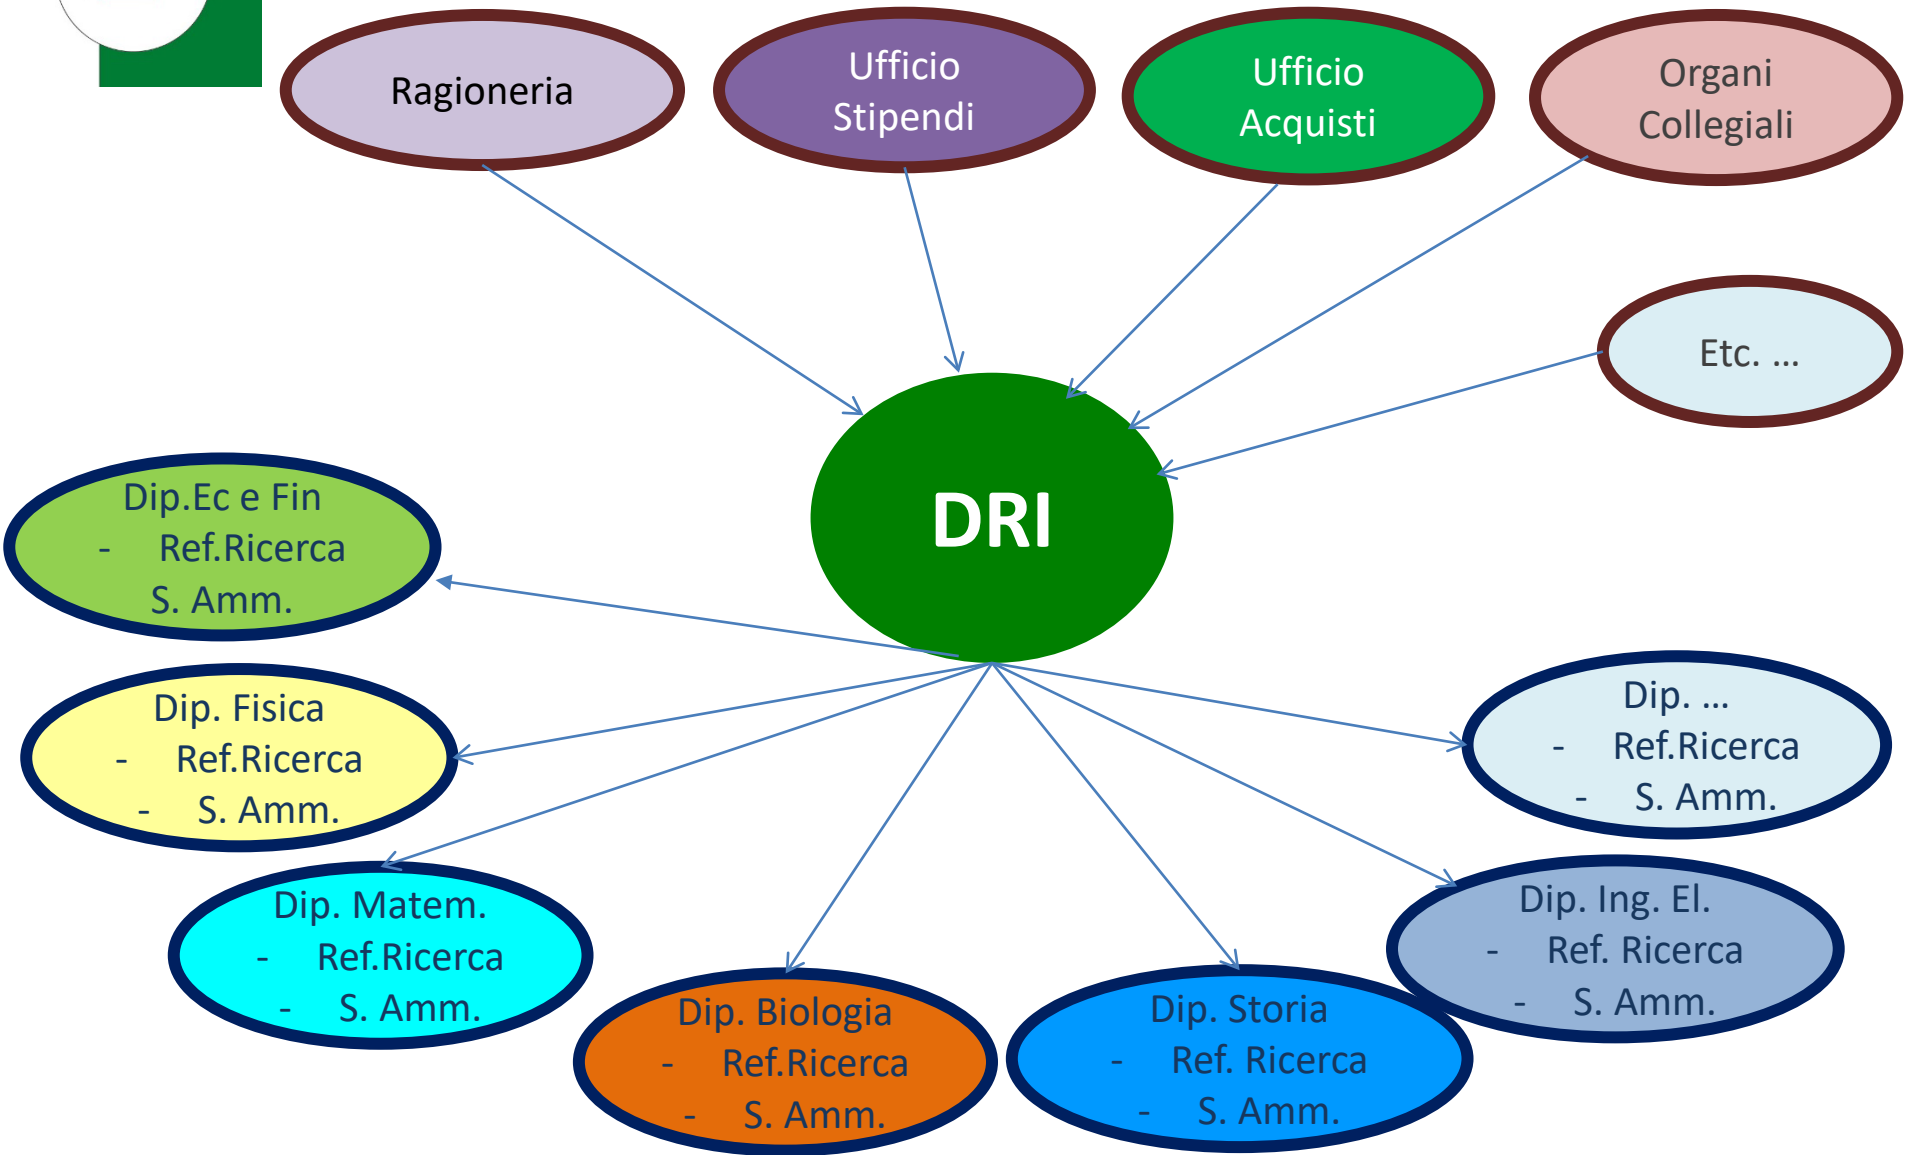 Ragioneria
Ufficio
Stipendi
Ufficio
Acquisti
Organi
Collegiali
Etc. ...
DRI
Dip.Ec e Fin
- Ref.Ricerca
S. Amm.
Dip. Fisica
- Ref.Ricerca
- S. Amm.
Dip. ...
- Ref.Ricerca
- S. Amm.
Dip. Matem.
- Ref.Ricerca
- S. Amm.
Dip. Ing. El.
- Ref. Ricerca
- S. Amm.
Dip. Biologia
- Ref.Ricerca
- S. Amm.
Dip. Storia
- Ref. Ricerca
- S. Amm.